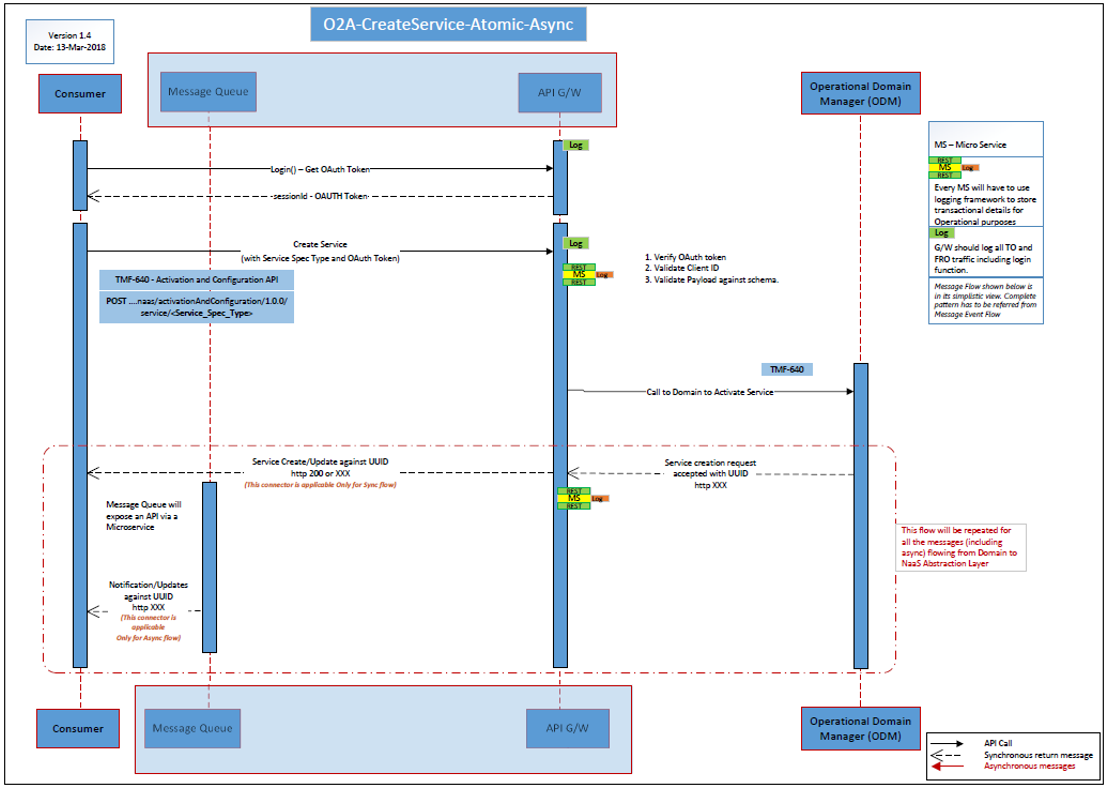 O2A-CreateService-Atomic-Async
Version 1.4
Date: 13-Mar-2018
Consumer
Message Queue
API G/W
Operational Domain
Manager (ODM)
MS – Micro Service
REST
MS
Log
REST
Every MS will have to use
logging framework to store
transactional details for
Operational purposes
Log
G/W should log all TO and
FRO traffic including login
function.
Message Flow shown below is
in its simplistic view. Complete
pattern has to be referred from
Message Event Flow
Log
Login() – Get OAuth Token
sessionId - OAUTH Token
Log
Create Service
(with Service Spec Type and OAuth Token)
REST
MS
Log
REST
1. Verify OAuth token
2. Validate Client ID
3. Validate Payload against schema.
TMF-640 - Activation and Configuration API
POST ....naas/activationAndConfiguration/1.0.0/
service/<Service_Spec_Type>
TMF-640
Call to Domain to Activate Service
Service Create/Update against UUID
http 200 or XXX
(This connector is applicable Only for Sync flow)
Service creation request
accepted with UUID
http XXX
REST
MS
Log
REST
Message Queue will
expose an API via a
Microservice
This flow will be repeated for
all the messages (including
async) flowing from Domain to
NaaS Abstraction Layer
Notification/Updates
against UUID
http XXX
(This connector is
applicable
Only for Async flow)
Consumer
Message Queue
API G/W
Operational Domain
Manager (ODM)
API Call
Synchronous return message
Asynchronous messages